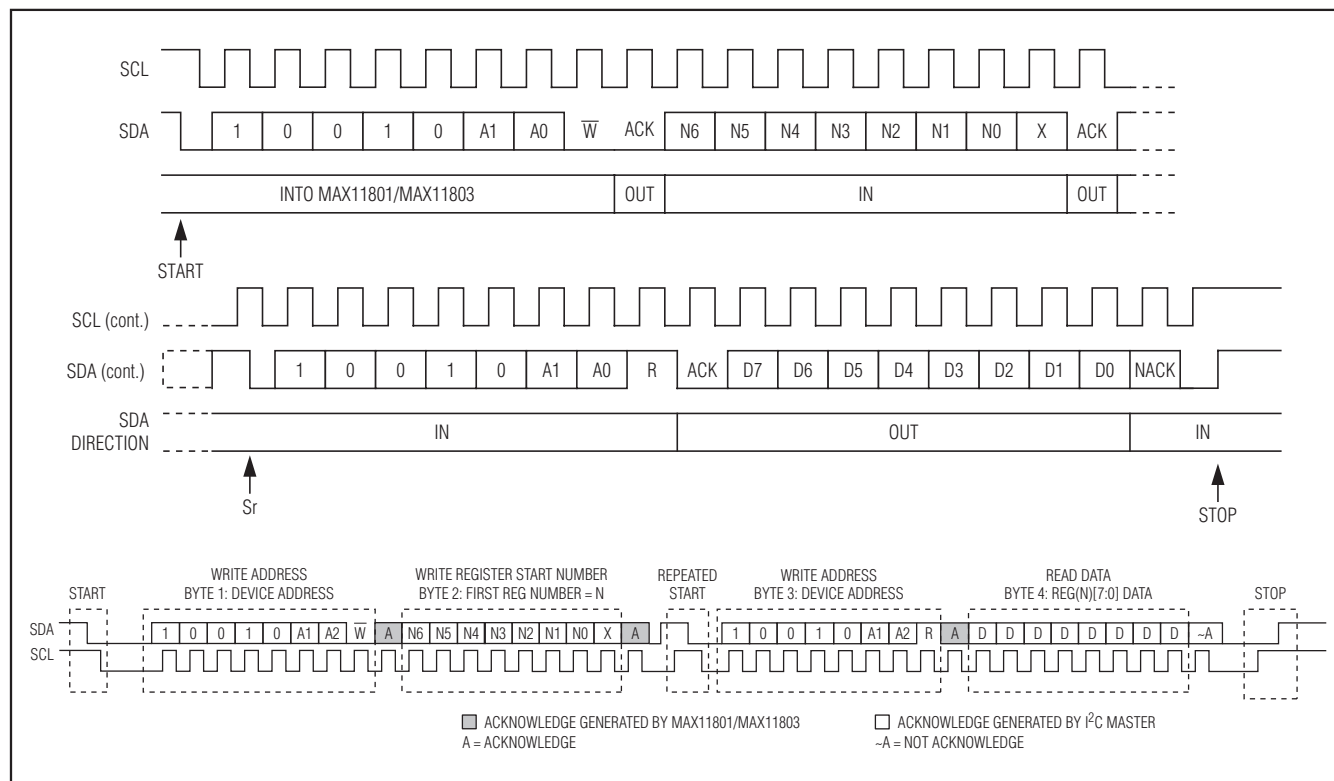 SCL
SDA 1 0 0 1 0 A1 A0 W̅ ACK N6 N5 N4 N3 N2 N1 N0 X ACK
INTO MAX11801/MAX11803 OUT IN OUT
START
SCL (cont.)
SDA (cont.) 1 0 0 1 0 A1 A0 R ACK D7 D6 D5 D4 D3 D2 D1 D0 NACK
SDA
DIRECTION IN OUT IN
Sr STOP
START WRITE ADDRESS WRITE REGISTER START NUMBER REPEATED WRITE ADDRESS READ DATA STOP
BYTE 1: DEVICE ADDRESS BYTE 2: FIRST REG NUMBER = N START BYTE 3: DEVICE ADDRESS BYTE 4: REG(N)[7:0] DATA
SDA 1 0 0 1 0 A1 A2 W̅ A N6 N5 N4 N3 N2 N1 N0 X A 1 0 0 1 0 A1 A2 R A D D D D D D D D ~A
SCL
ACKNOWLEDGE GENERATED BY MAX11801/MAX11803 ACKNOWLEDGE GENERATED BY I²C MASTER
A = ACKNOWLEDGE ~A = NOT ACKNOWLEDGE